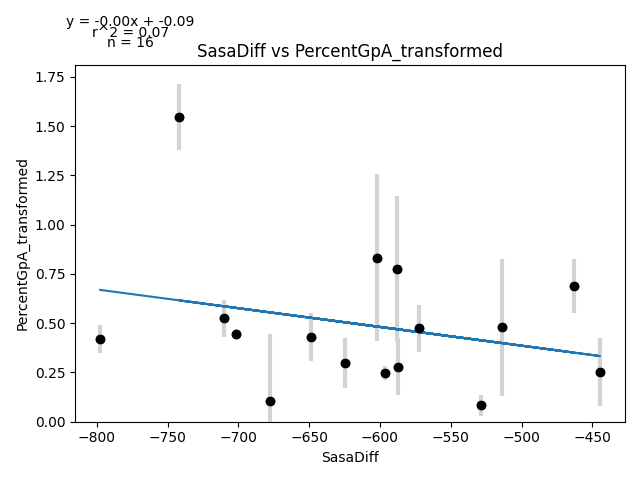 y = -0.00x + -0.09
r^2 = 0.07
n = 16
SasaDiff vs PercentGpA_transformed
PercentGpA_transformed
1.75
1.50
1.25
1.00
0.75
0.50
0.25
0.00
−800
−750
−700
−650
−600
−550
−500
−450
SasaDiff